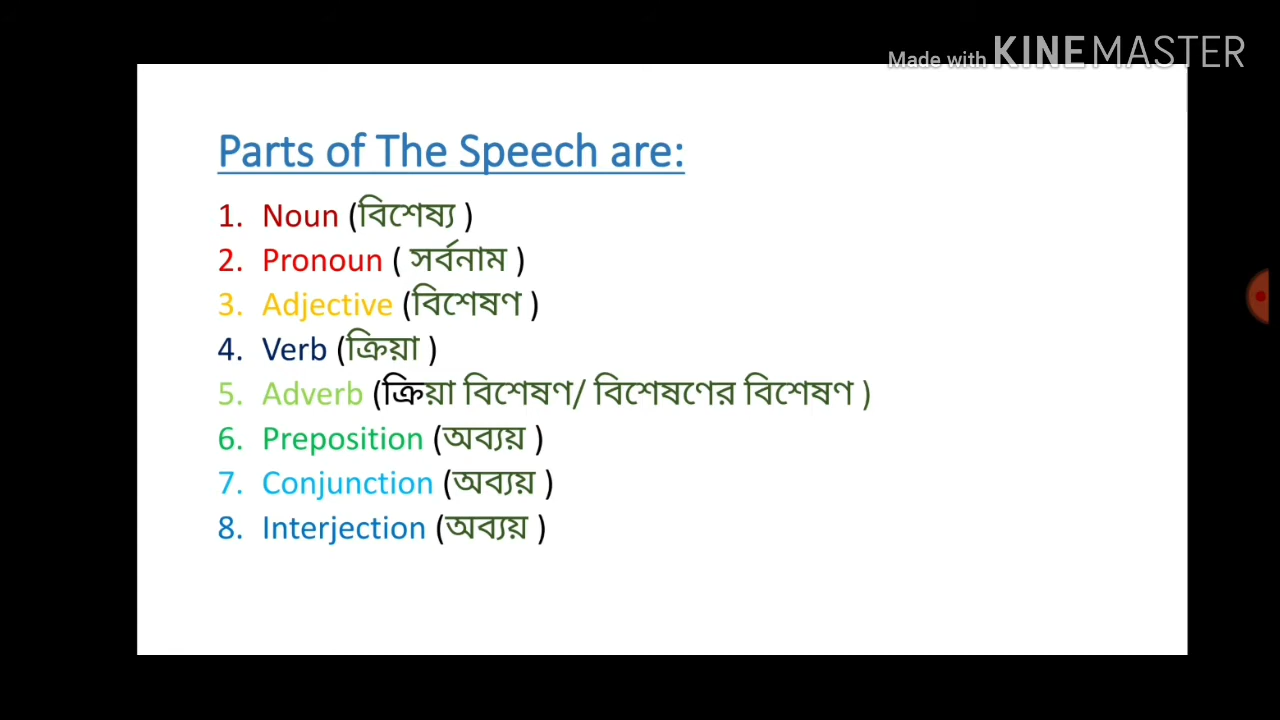 Made with KINEMASTER
Parts of The Speech are:
1. Noun (বিশেষ্য )
2. Pronoun ( সর্বনাম )
3. Adjective (বিশেষণ )
4. Verb (ক্রিয়া )
5. Adverb (ক্রিয়া বিশেষণ/ বিশেষণের বিশেষণ )
6. Preposition (অব্যয় )
7. Conjunction (অব্যয় )
8. Interjection (অব্যয় )